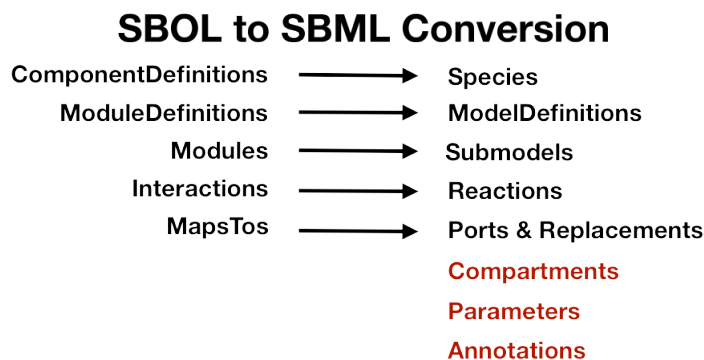 SBOL to SBML Conversion
ComponentDefinitions Species
ModuleDefinitions ModelDefinitions
Modules Submodels
Interactions Reactions
MapsTos Ports & Replacements
Compartments
Parameters
Annotations